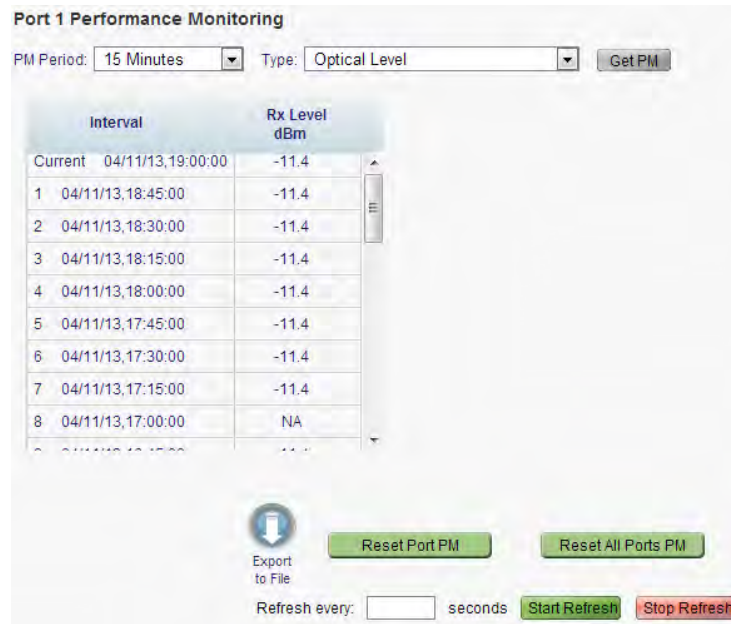 Port 1 Performance Monitoring
PM Period: 15 Minutes Type: Optical Level Get PM
Interval Rx Level dBm
Current 04/11/13,19:00:00 -11.4
1 04/11/13,18:45:00 -11.4
2 04/11/13,18:30:00 -11.4
3 04/11/13,18:15:00 -11.4
4 04/11/13,18:00:00 -11.4
5 04/11/13,17:45:00 -11.4
6 04/11/13,17:30:00 -11.4
7 04/11/13,17:15:00 -11.4
8 04/11/13,17:00:00 NA
Export to File
Reset Port PM Reset All Ports PM
Refresh every: seconds Start Refresh Stop Refresh